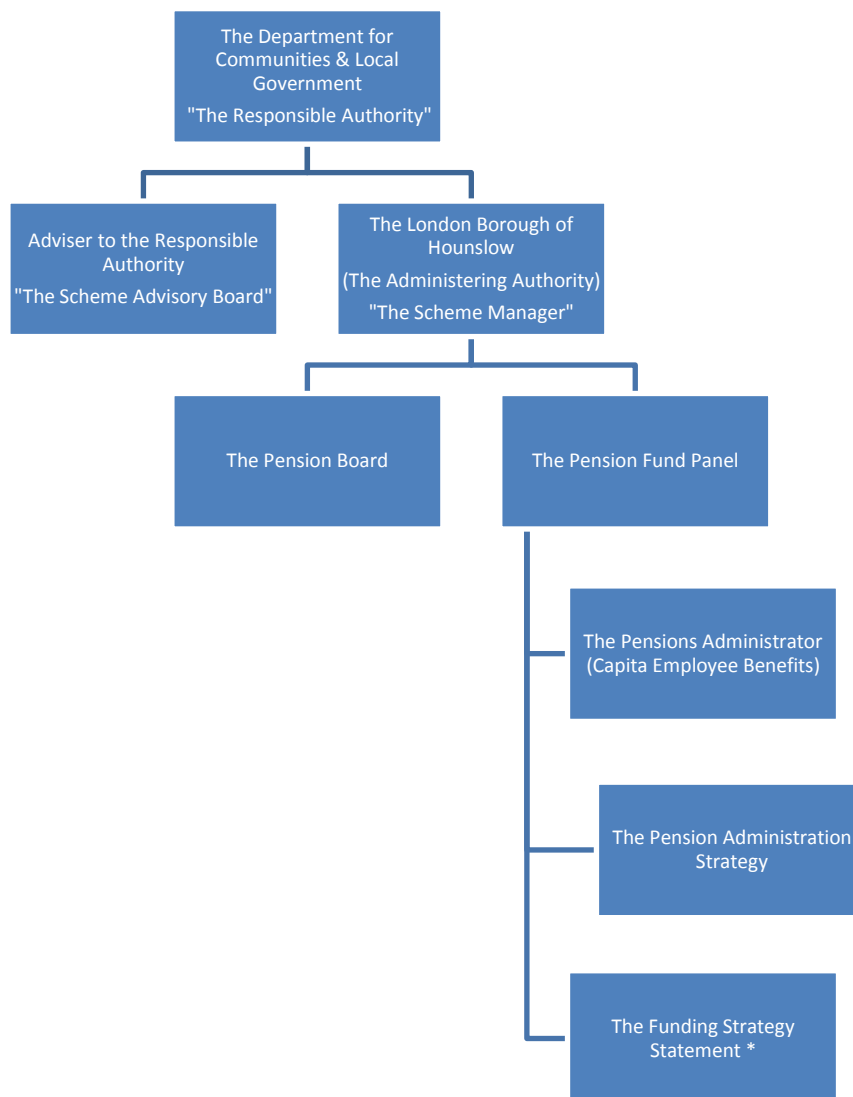 The Department for
Communities & Local
Government
"The Responsible Authority"
Adviser to the Responsible
Authority
"The Scheme Advisory Board"
The London Borough of
Hounslow
(The Administering Authority)
"The Scheme Manager"
The Pension Board
The Pension Fund Panel
The Pensions Administrator
(Capita Employee Benefits)
The Pension Administration
Strategy
The Funding Strategy
Statement *